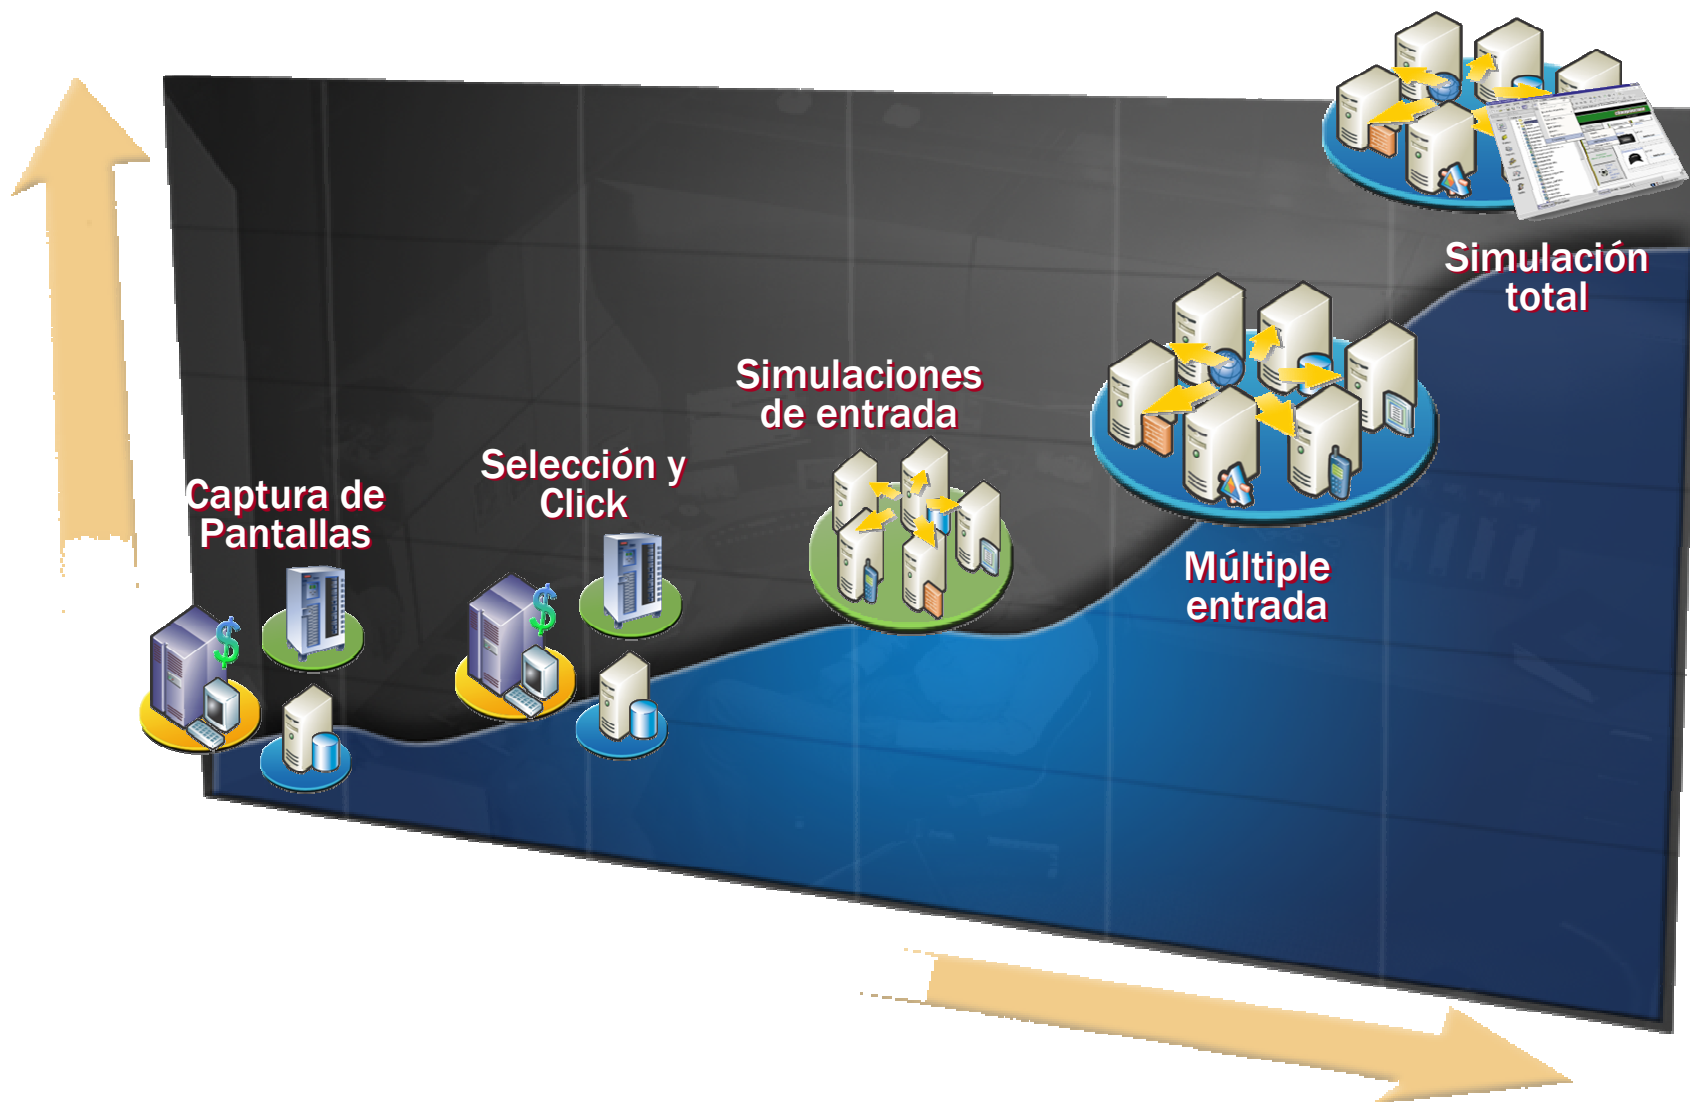 Captura de
Pantallas
Selección y
Click
Simulaciones
de entrada
Múltiple
entrada
Simulación
total